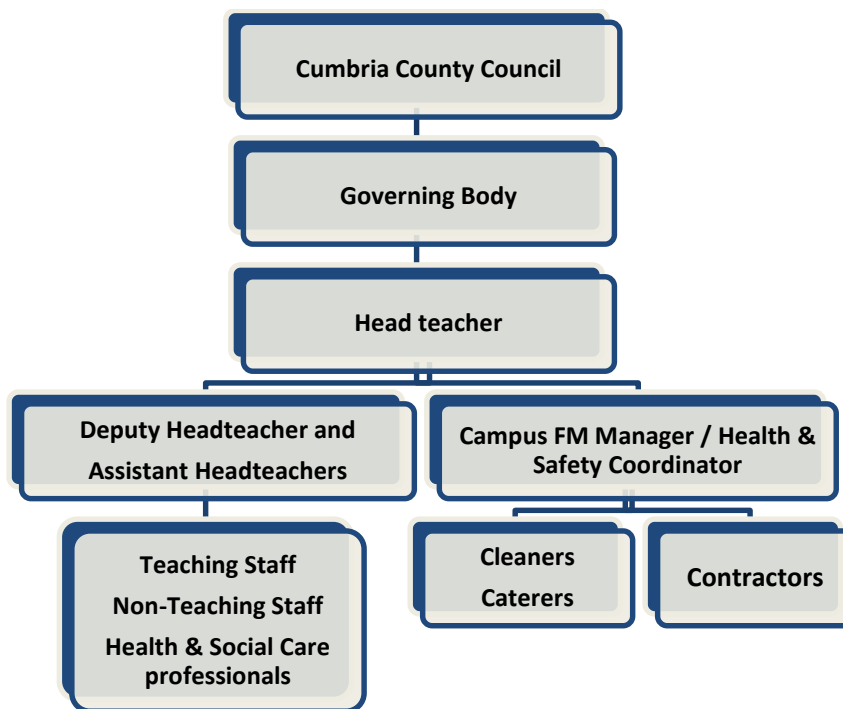 Cumbria County Council
Governing Body
Head teacher
Deputy Headteacher and
Assistant Headteachers
Campus FM Manager / Health &
Safety Coordinator
Teaching Staff
Non-Teaching Staff
Health & Social Care
professionals
Cleaners
Caterers
Contractors